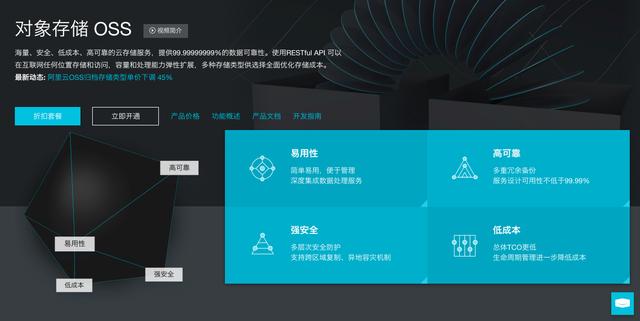 对象存储 OSS
视频简介
海量、安全、低成本、高可靠的云存储服务，提供99.99999999%的数据可靠性。使用RESTful API 可以
在互联网任何位置存储和访问，容量和处理能力弹性扩展，多种存储类型供选择全面优化存储成本。
最新动态: 阿里云OSS归档存储类型单价下调 45%
折扣套餐
立即开通
产品价格
功能概述
产品文档
开发指南
高可靠
易用性
强安全
低成本
易用性
简单易用，便于管理
深度集成数据处理服务
高可靠
多重冗余备份
服务设计可用性不低于99.99%
强安全
多层次安全防护
支持跨区域复制、异地容灾机制
低成本
总体TCO更低
生命周期管理进一步降低成本